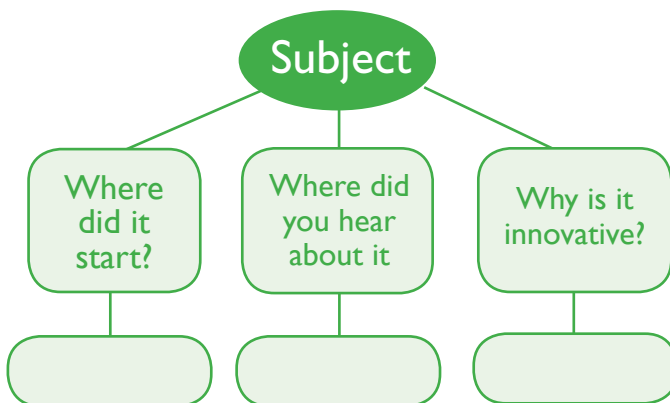 Subject
Where
did it
start?
Where did
you hear
about it
Why is it
innovative?